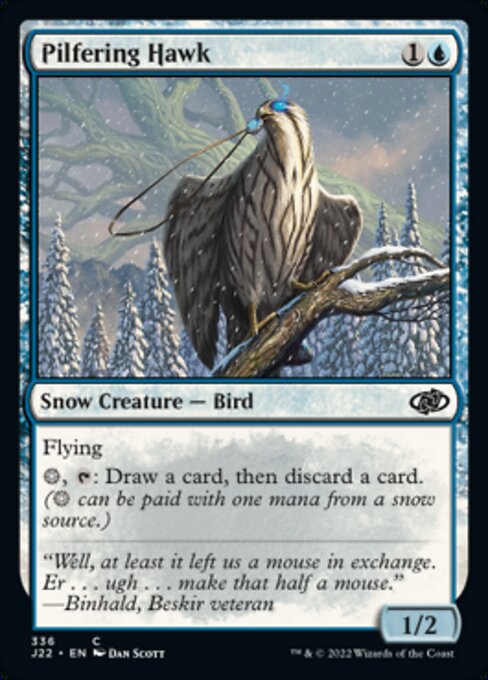 Pilfering Hawk 1
Snow Creature — Bird
Flying
, : Draw a card, then discard a card.
( can be paid with one mana from a snow
source.)
“Well, at least it left us a mouse in exchange.
Er . . . ugh . . . make that half a mouse.”
—Binhald, Beskir veteran
1/2
336 C
J22 • EN Dan Scott
™ & © 2022 Wizards of the Coast